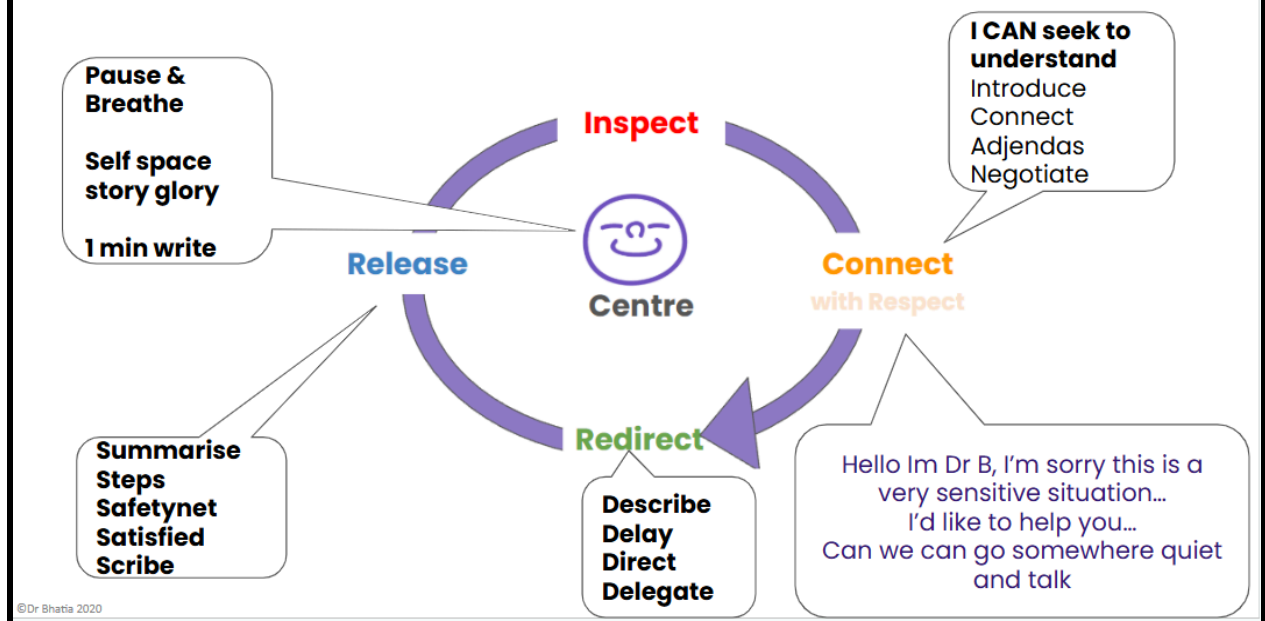 Pause &
Breathe
Self space
story glory
1 min write
Inspect
I CAN seek to
understand
Introduce
Connect
Adjendas
Negotiate
Release
Centre
Connect
with Respect
Redirect
Summarise
Steps
Safetynet
Satisfied
Scribe
Describe
Delay
Direct
Delegate
Hello Im Dr B, I'm sorry this is a
very sensitive situation...
I'd like to help you...
Can we can go somewhere quiet
and talk
©Dr Bhatia 2020